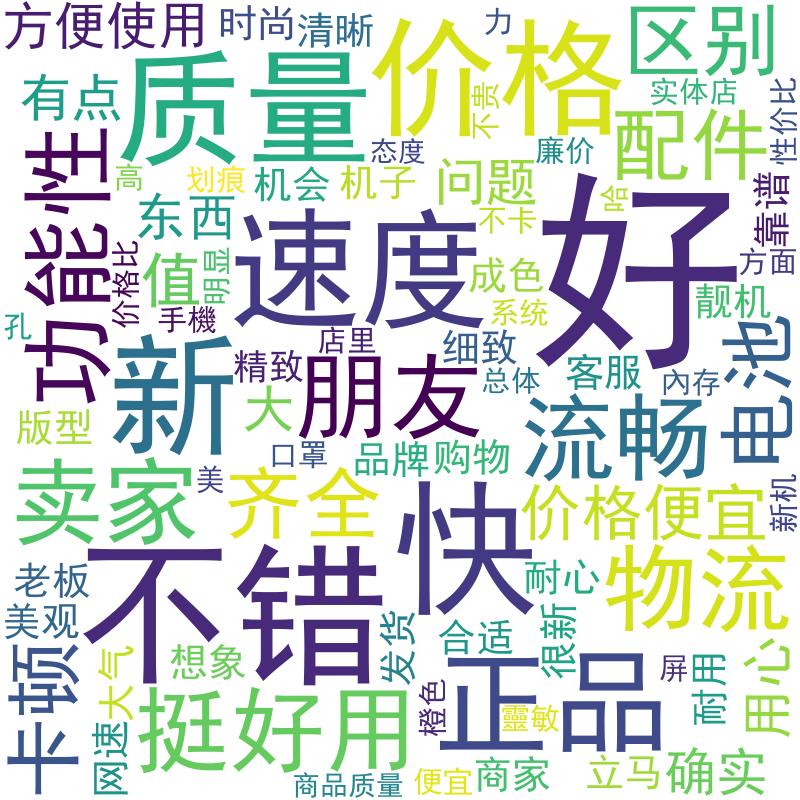 方便使用
时尚
清晰
力
价格
区别
质量
有点
不贵
实体店
性价比
配件
态度
廉价
功能性
高
划痕
机会
机子
问题
好
哈
靠谱
东西
速度
不卡
方面
值
明显
价格比
成色
靓机
孔
手機
系统
店里
细致
电池
新
精致
朋友
总体
客服
內存
大
流畅
版型
口罩
品牌购物
卖家
美
齐全
快
价格便宜
新机
不错
物流
老板
耐心
美观
发货
合适
很新
卡顿
大气
想象
正品
屏
耐用
用心
橙色
靈敏
挺好用
网速
商品质量
便宜
商家
立马
确实